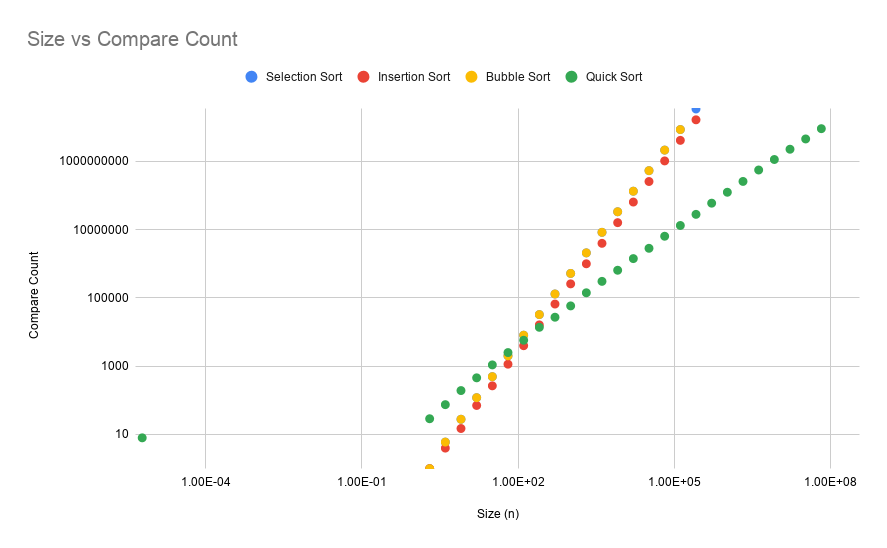 Size vs Compare Count
Selection Sort Insertion Sort Bubble Sort Quick Sort
1000000000
10000000
100000
1000
10
Compare Count
1.00E-04 1.00E-01 1.00E+02 1.00E+05 1.00E+08
Size (n)